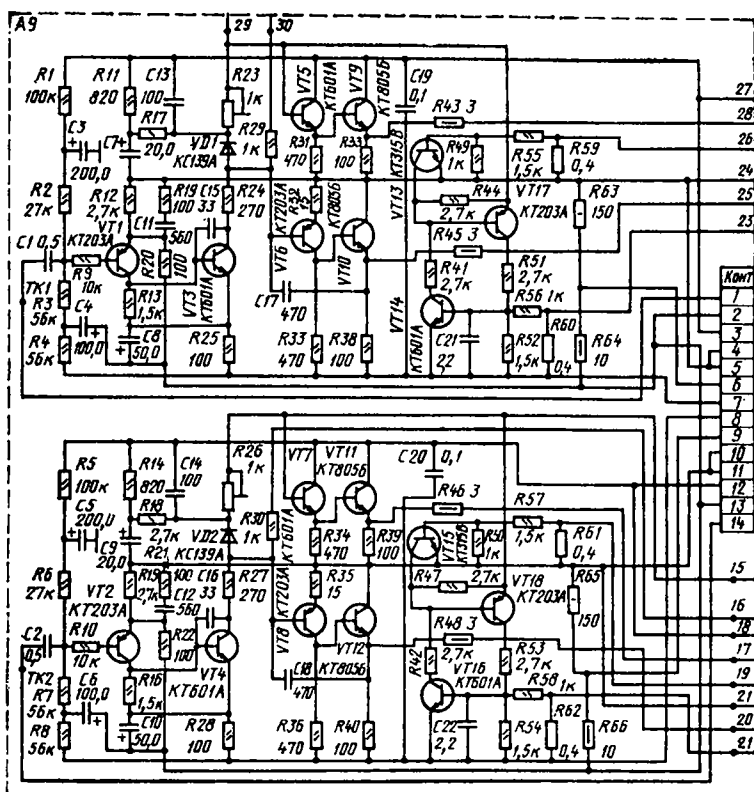 A9
29
30
R1
100к
R11
820
C13
100
R23
1к
VT5
КТ601А
VT9
КТ805Б
C19
0,1
R43 3
27
28
C3
200,0
C7
R17
20,0
VD1
КС139А
R29
1к
R31
470
R33
100
КТ315В
R49
1к
R55
1,5к
R59
0,4
26
24
R2
27к
R12
2,7к
R19
100
C15
33
R24
270
КТ203А
R32
15
КТ805Б
VT13
R44
2,7к
VT17
КТ203А
R63
150
25
23
C1 0,5
VT1
КТ203А
C11
560
R9
10к
R20
100
VT3
КТ601А
VT6
VT10
R45 3
Конт
TK1
R3
56к
R13
1,5к
C17
470
R41
2,7к
R51
2,7к
R56 1к
1
2
C4
100,0
C8
50,0
R25
100
R33
470
R38
100
VT14
КТ601А
C21
2,2
R52
1,5к
R60
0,4
R64
10
3
4
R4
56к
5
6
7
8
9
R5
100к
R14
820
C14
100
R26
1к
VT7
VT11
КТ805Б
C20
0,1
10
11
12
13
14
C5
200,0
R18
2,7к
VD2
КС139А
R30
1к
КТ601А
R34
470
R39
100
R46 3
R57
1,5к
C9
20,0
R21
VT15
КТ315В
R50
1к
R61
0,4
R6
27к
R15
2,7к
100
C12
560
C16
33
R27
270
КТ203А
R35
15
R47
2,7к
VT18
КТ203А
R65
150
15
VT2
КТ203А
16
18
C2
0,5
R10
10к
R22
100
VT4
КТ601А
VT8
C18
470
VT12
КТ805Б
R48 3
R42
VT16
КТ601А
R53
2,7к
R58
1к
17
19
TK2
R7
56к
C6
100,0
R16
1,5к
21
R8
56к
C10
50,0
R28
100
R36
470
R40
100
C22
2,2
R54
1,5к
R62
0,4
R66
10
20
21